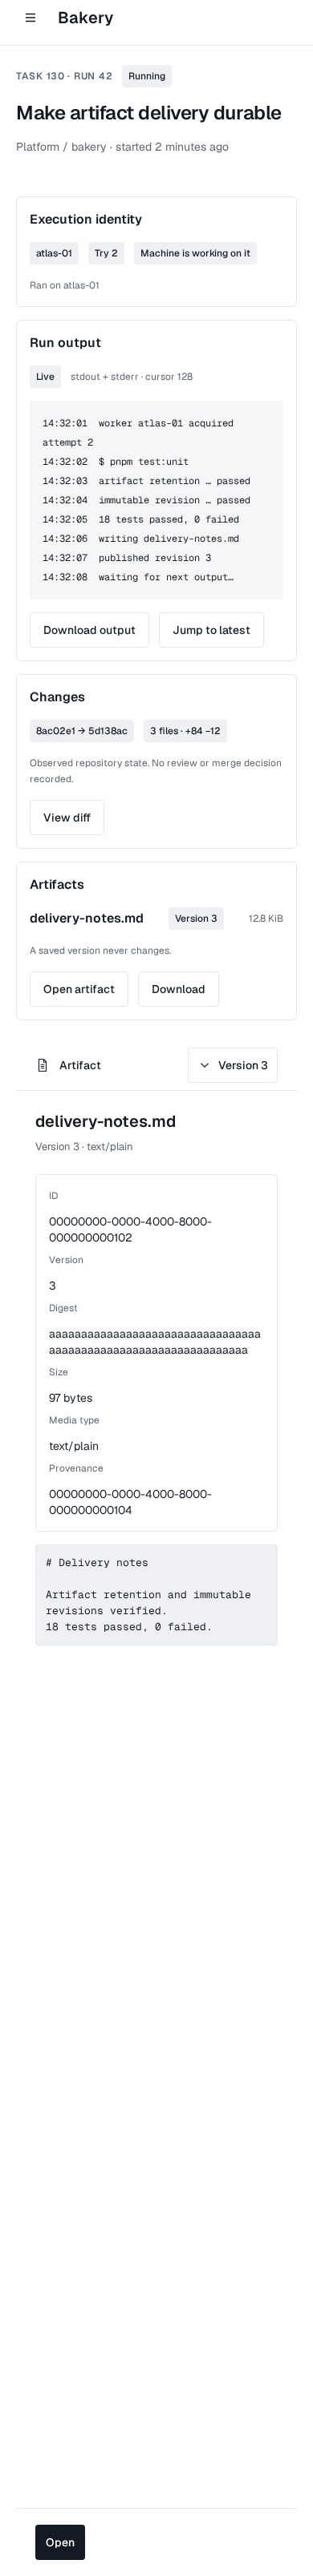 Bakery
TASK 130 · RUN 42 Running
Make artifact delivery durable
Platform / bakery · started 2 minutes ago
Execution identity
atlas-01 Try 2 Machine is working on it
Ran on atlas-01
Run output
Live stdout + stderr · cursor 128
14:32:01 worker atlas-01 acquired
attempt 2
14:32:02 $ pnpm test:unit
14:32:03 artifact retention … passed
14:32:04 immutable revision … passed
14:32:05 18 tests passed, 0 failed
14:32:06 writing delivery-notes.md
14:32:07 published revision 3
14:32:08 waiting for next output…
Download output Jump to latest
Changes
8ac02e1 → 5d138ac 3 files · +84 −12
Observed repository state. No review or merge decision
recorded.
View diff
Artifacts
delivery-notes.md Version 3 12.8 KiB
A saved version never changes.
Open artifact Download
Artifact Version 3
delivery-notes.md
Version 3 · text/plain
ID
00000000-0000-4000-8000-
000000000102
Version
3
Digest
aaaaaaaaaaaaaaaaaaaaaaaaaaaaaaaaa
aaaaaaaaaaaaaaaaaaaaaaaaaaaaaaa
Size
97 bytes
Media type
text/plain
Provenance
00000000-0000-4000-8000-
000000000104
# Delivery notes
Artifact retention and immutable
revisions verified.
18 tests passed, 0 failed.
Open